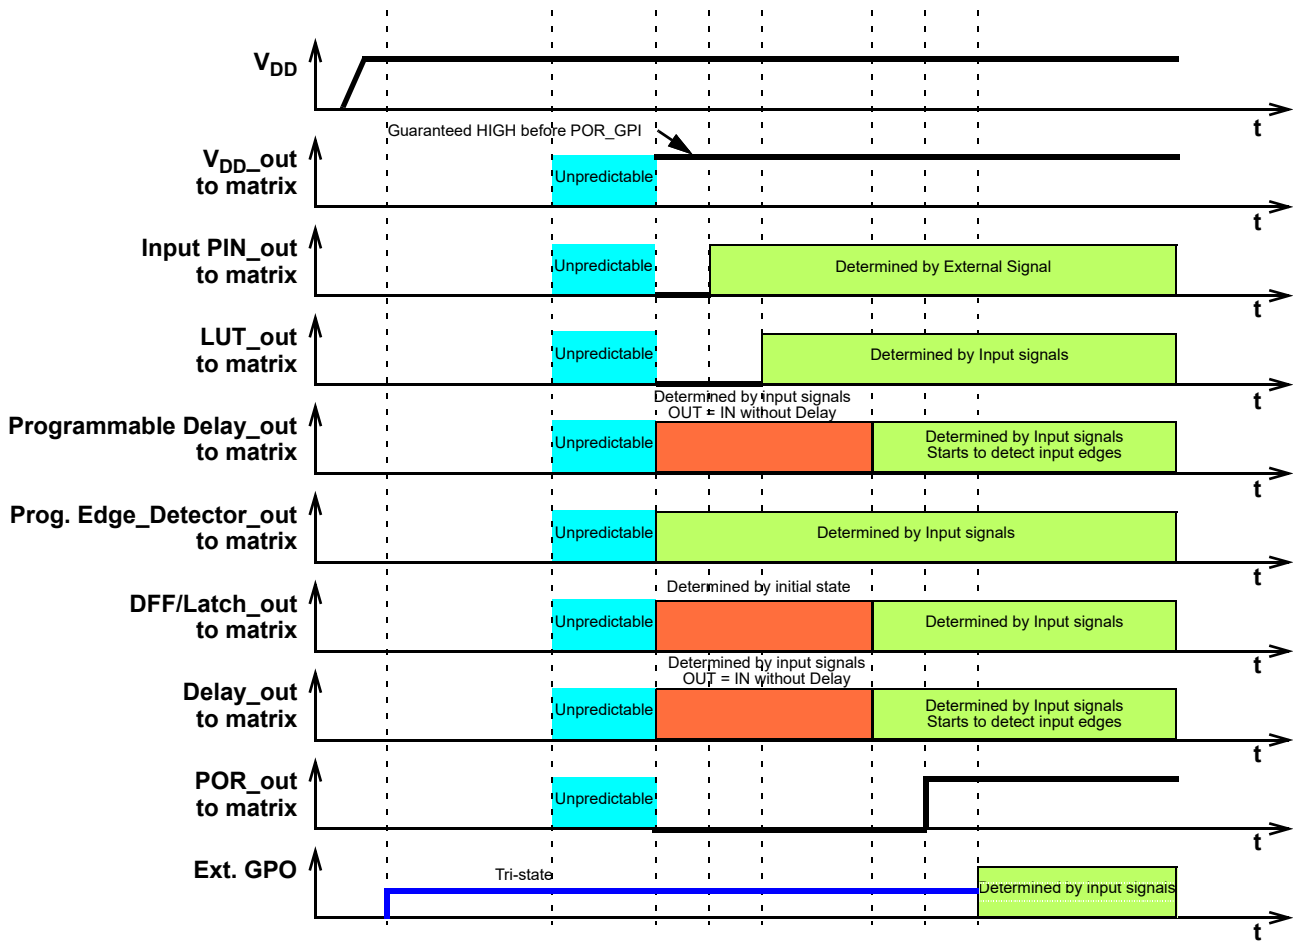 V_DD
t
Guaranteed HIGH before POR_GPI
V_DD_out
to matrix
Unpredictable
t
Input PIN_out
to matrix
Unpredictable
Determined by External Signal
t
LUT_out
to matrix
Unpredictable
Determined by Input signals
t
Determined by input signals
OUT = IN without Delay
Programmable Delay_out
to matrix
Unpredictable
Determined by Input signals
Starts to detect input edges
t
Prog. Edge_Detector_out
to matrix
Unpredictable
Determined by Input signals
t
Determined by initial state
DFF/Latch_out
to matrix
Unpredictable
Determined by Input signals
t
Determined by input signals
OUT = IN without Delay
Delay_out
to matrix
Unpredictable
Determined by Input signals
Starts to detect input edges
t
POR_out
to matrix
Unpredictable
t
Ext. GPO
Tri-state
Determined by input signals
t